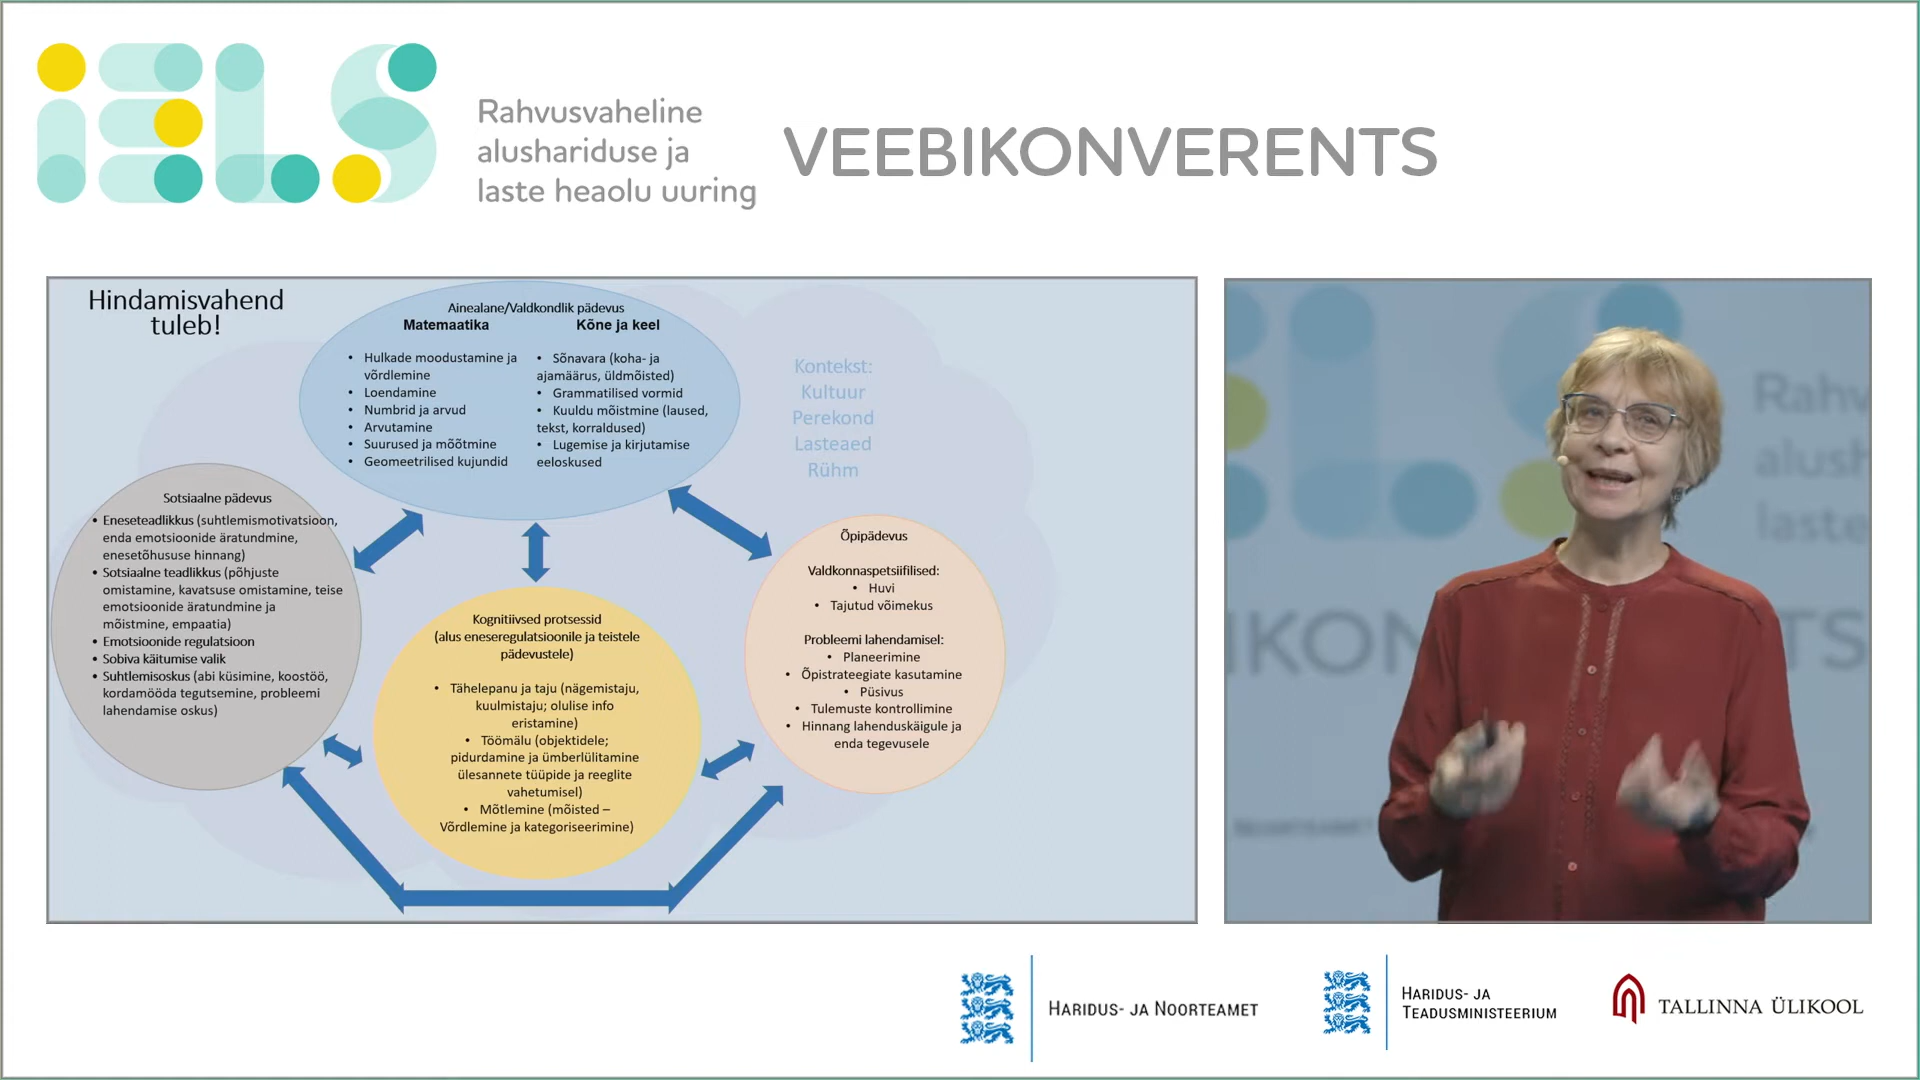 iELS
Rahvusvaheline
alushariduse ja
laste heaolu uuring
VEEBIKONVERENTS
Hindamisvahend
tuleb!
Ainealane/Valdkondlik pädevus
Matemaatika
• Hulkade moodustamine ja
võrdlemine
• Loendamine
• Numbrid ja arvud
• Arvutamine
• Suurused ja mõõtmine
• Geomeetrilised kujundid
Kõne ja keel
• Sõnavara (koha- ja
ajamäärus, üldmõisted)
• Grammatilised vormid
• Kuuldu mõistmine (laused,
tekst, korraldused)
• Lugemise ja kirjutamise
eeloskused
Kontekst:
Kultuur
Perekond
Lasteaed
Rühm
Sotsiaalne pädevus
• Eneseteadlikkus (suhtlemismotivatsioon,
enda emotsioonide äratundmine,
enesetõhususe hinnang)
• Sotsiaalne teadlikkus (põhjuste
omistamine, kavatsuse omistamine, teise
emotsioonide äratundmine ja
mõistmine, empaatia)
• Emotsioonide regulatsioon
• Sobiva käitumise valik
• Suhtlemisoskus (abi küsimine, koostöö,
kordamööda tegutsemine, probleemi
lahendamise oskus)
Kognitiivsed protsessid
(alus eneseregulatsioonile ja teistele
pädevustele)
• Tähelepanu ja taju (nägemistaju,
kuulmistaju; olulise info
eristamine)
• Töömälu (objektidele;
pidurdamine ja ümberlülitamine
ülesannete tüüpide ja reeglite
vahetumisel)
• Mõtlemine (mõisted –
Võrdlemine ja kategoriseerimine)
Õpipädevus
Valdkonnaspetsiifilised:
• Huvi
• Tajutud võimekus
Probleemi lahendamisel:
• Planeerimine
• Õpistrateegiate kasutamine
• Püsivus
• Tulemuste kontrollimine
• Hinnang lahenduskäigule ja
enda tegevusele
Rahv
alush
laste
IKON
TS
HARIDUS- JA NOORTEAMET
HARIDUS- JA
TEADUSMINISTEERIUM
TALLINNA ÜLIKOOL